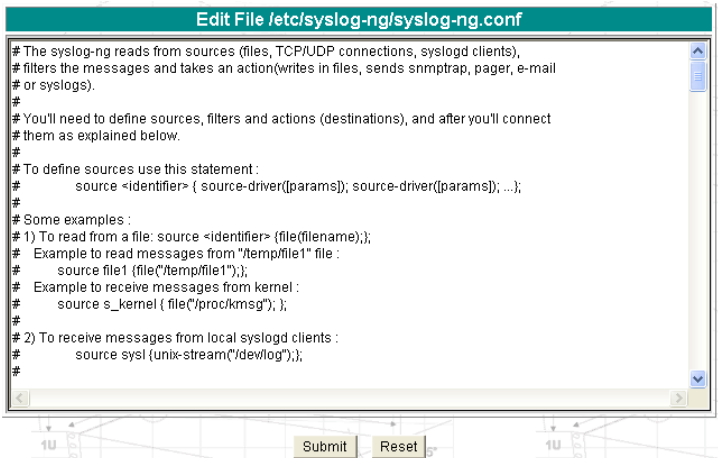 Edit File /etc/syslog-ng/syslog-ng.conf
# The syslog-ng reads from sources (files, TCP/UDP connections, syslogd clients),
# filters the messages and takes an action(writes in files, sends snmptrap, pager, e-mail
# or syslogs).
#
# You'll need to define sources, filters and actions (destinations), and after you'll connect
# them as explained below.
#
# To define sources use this statement :
# source <identifier> { source-driver([params]); source-driver([params]); ...};
#
# Some examples :
# 1) To read from a file: source <identifier> {file(filename);};
# Example to read messages from "/temp/file1" file :
# source file1 {file("/temp/file1");};
# Example to receive messages from kernel :
# source s_kernel { file("/proc/kmsg"); };
#
# 2) To receive messages from local syslogd clients :
# source sysl {unix-stream("/dev/log");};
#
1U
Submit Reset
5"
1U